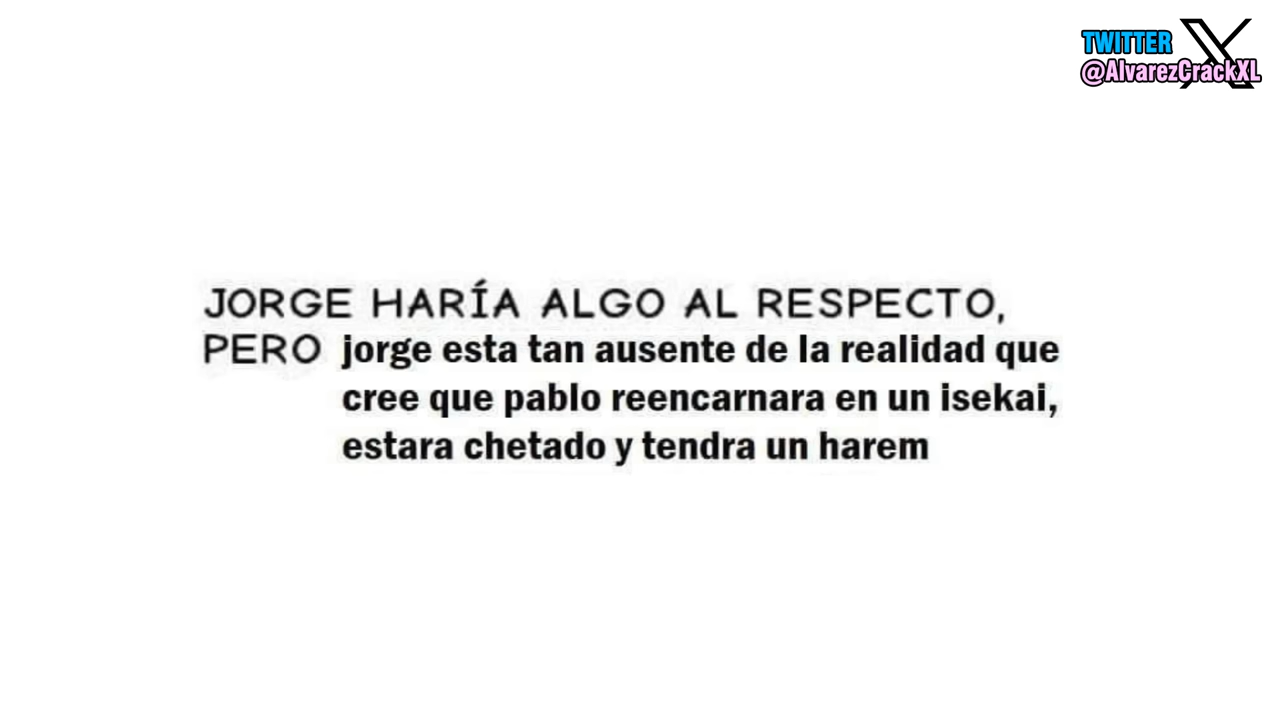 TWITTER
@AlvarezCrackXL
JORGE HARÍA ALGO AL RESPECTO,
PERO jorge esta tan ausente de la realidad que
cree que pablo reencarnara en un isekai,
estara chetado y tendra un harem